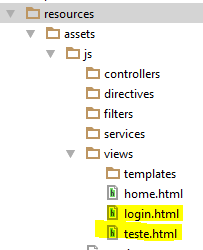 resources
assets
js
controllers
directives
filters
services
views
templates
home.html
login.html
teste.html